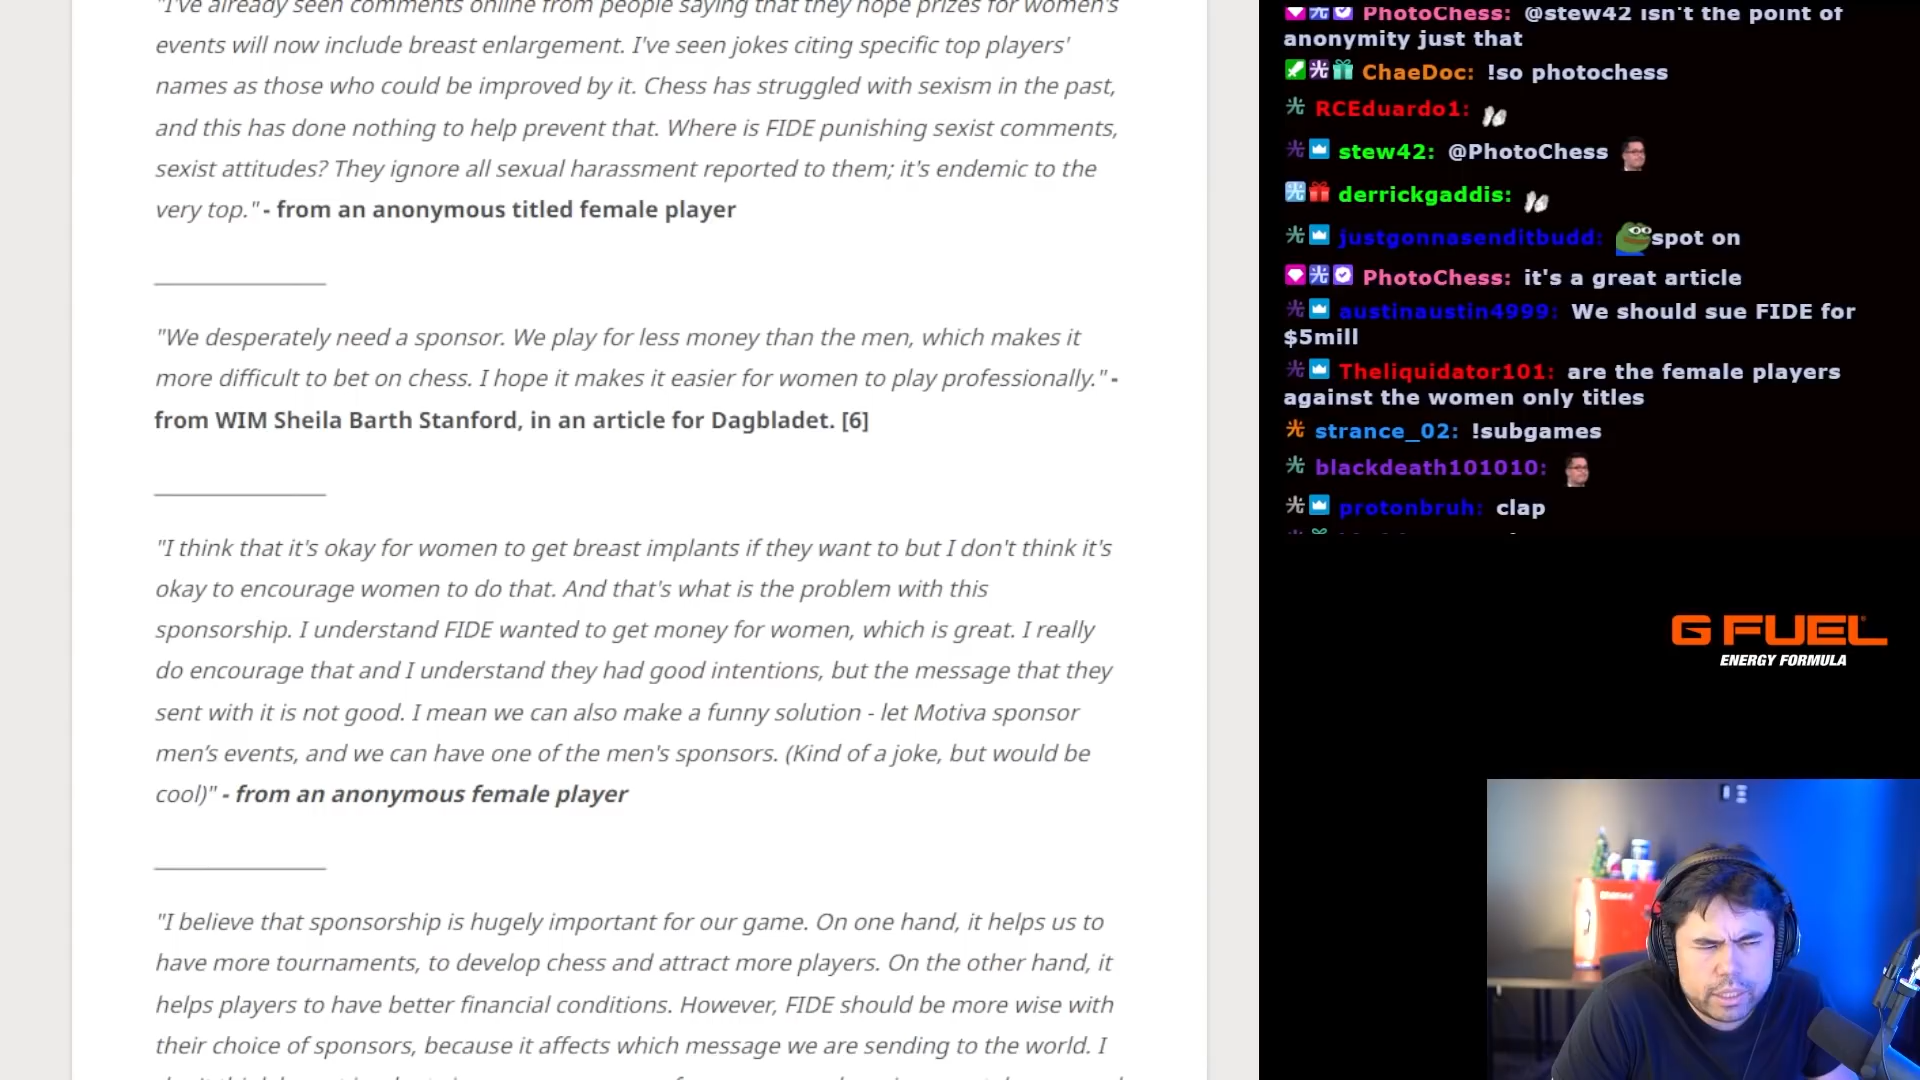 "I've already seen comments online from people saying that they hope prizes for women's
events will now include breast enlargement. I've seen jokes citing specific top players'
names as those who could be improved by it. Chess has struggled with sexism in the past,
and this has done nothing to help prevent that. Where is FIDE punishing sexist comments,
sexist attitudes? They ignore all sexual harassment reported to them; it's endemic to the
very top." - from an anonymous titled female player
"We desperately need a sponsor. We play for less money than the men, which makes it
more difficult to bet on chess. I hope it makes it easier for women to play professionally." -
from WIM Sheila Barth Stanford, in an article for Dagbladet. [6]
"I think that it's okay for women to get breast implants if they want to but I don't think it's
okay to encourage women to do that. And that's what is the problem with this
sponsorship. I understand FIDE wanted to get money for women, which is great. I really
do encourage that and I understand they had good intentions, but the message that they
sent with it is not good. I mean we can also make a funny solution - let Motiva sponsor
men's events, and we can have one of the men's sponsors. (Kind of a joke, but would be
cool)" - from an anonymous female player
"I believe that sponsorship is hugely important for our game. On one hand, it helps us to
have more tournaments, to develop chess and attract more players. On the other hand, it
helps players to have better financial conditions. However, FIDE should be more wise with
their choice of sponsors, because it affects which message we are sending to the world. I
PhotoChess: @stew42 isn't the point of
anonymity just that
ChaeDoc: !so photochess
RCEduardo1:
stew42: @PhotoChess
derrickgaddis:
justgonnasenditbudd: spot on
PhotoChess: it's a great article
austinaustin4999: We should sue FIDE for
$5mill
Theliquidator101: are the female players
against the women only titles
strance_02: !subgames
blackdeath101010:
protonbruh: clap
G FUEL
ENERGY FORMULA